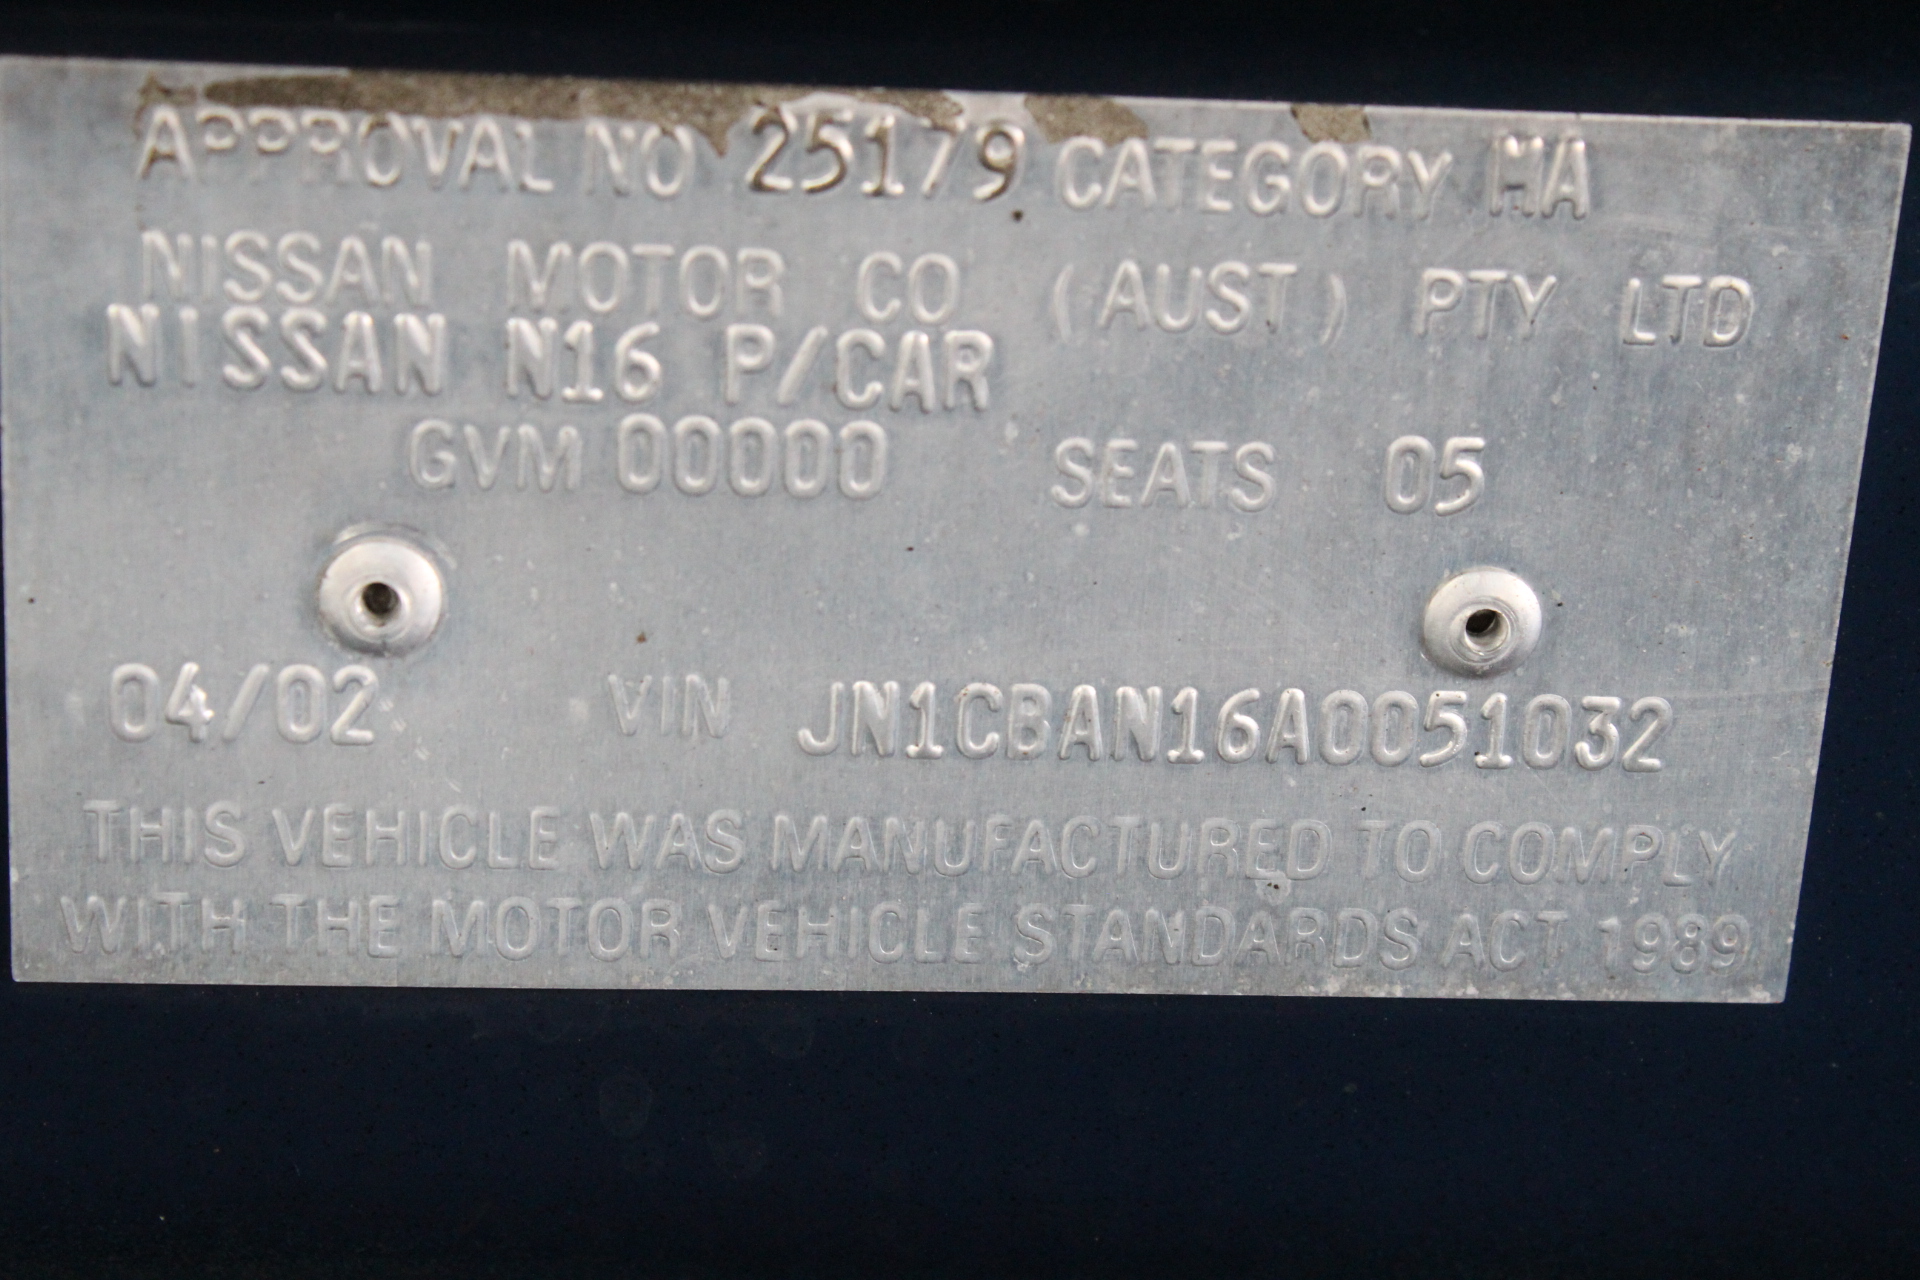 APPROVAL NO 25179 CATEGORY MA
NISSAN MOTOR CO (AUST) PTY LTD
NISSAN N16 P/CAR
GVM 00000 SEATS 05
04/02 VIN JN1CBAN16A0051032
THIS VEHICLE WAS MANUFACTURED TO COMPLY
WITH THE MOTOR VEHICLE STANDARDS ACT 1989